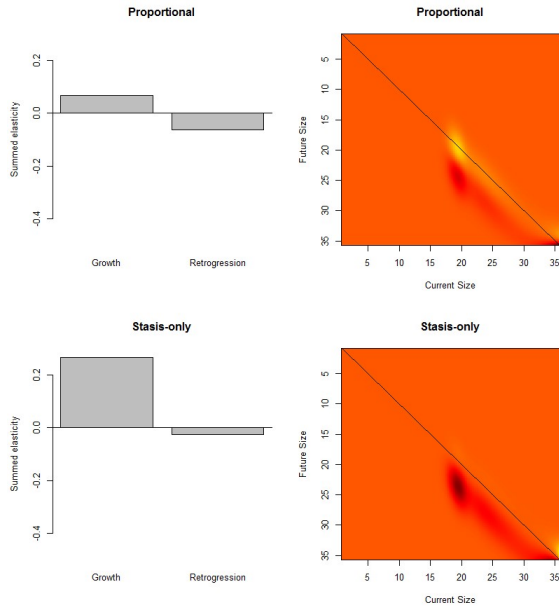 Proportional
Summed elasticity
0.2
0.0
-0.2
-0.4
Growth Retrogression
Proportional
Future Size
5
10
15
20
25
30
35
5 10 15 20 25 30 35
Current Size
Stasis-only
Summed elasticity
0.2
0.0
-0.2
-0.4
Growth Retrogression
Stasis-only
Future Size
5
10
15
20
25
30
35
5 10 15 20 25 30 35
Current Size